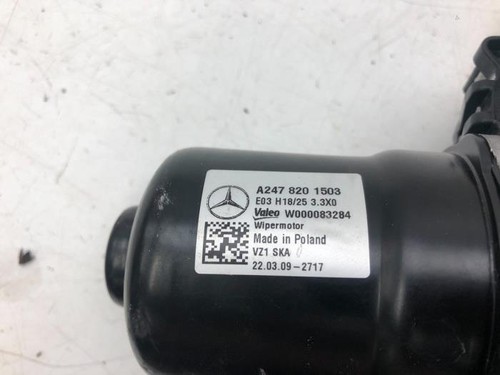 A247 820 1503
E03 H18/25 3.3X0
Valeo W000083284
Wipermotor
Made in Poland
VZ1 SKA
22.03.09-2717